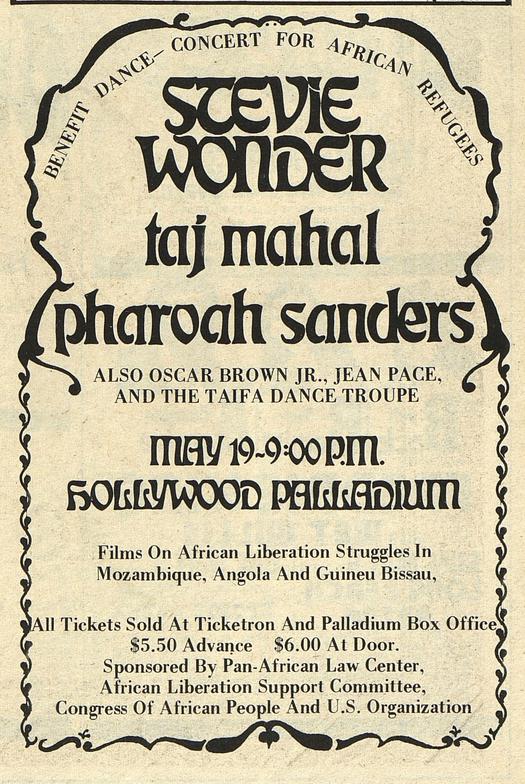 BENEFIT DANCE— CONCERT FOR AFRICAN REFUGEES
STEVIE
WONDER
taj mahal
pharoah sanders
ALSO OSCAR BROWN JR., JEAN PACE,
AND THE TAIFA DANCE TROUPE
MAY 19~9:00 P.M.
HOLLYWOOD PALLADIUM
Films On African Liberation Struggles In
Mozambique, Angola And Guineu Bissau,
All Tickets Sold At Ticketron And Palladium Box Office
$5.50 Advance $6.00 At Door.
Sponsored By Pan-African Law Center,
African Liberation Support Committee,
Congress Of African People And U.S. Organization